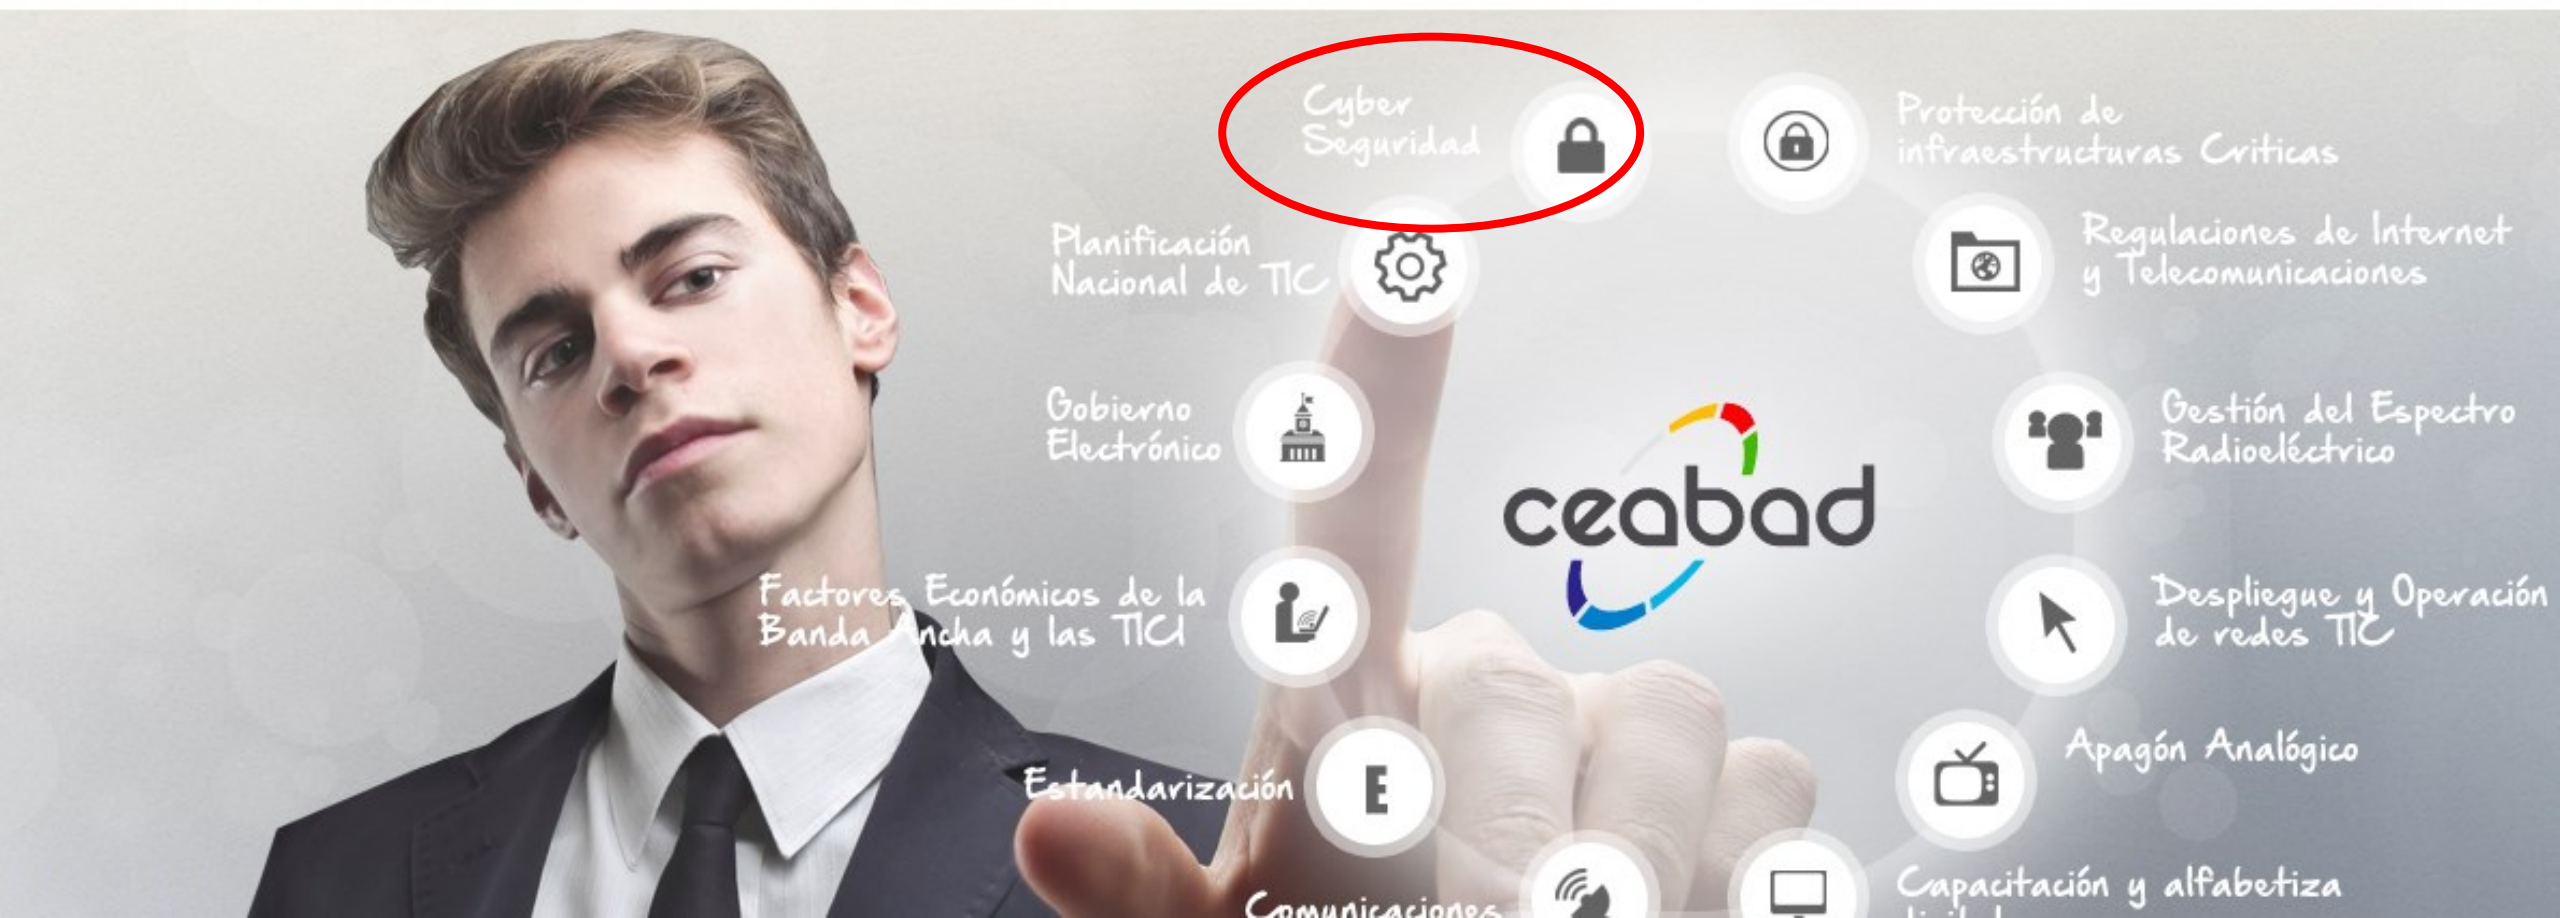 Cyber
Seguridad
Protección de
infraestructuras Criticas
Planificación
Nacional de TIC
Regulaciones de Internet
y Telecomunicaciones
Gobierno
Electrónico
Gestión del Espectro
Radioeléctrico
ceabad
Factores Económicos de la
Banda Ancha y las TICI
Despliegue y Operación
de redes TIC
Estandarización
E
Apagón Analógico
Comunicaciones
Capacitación y alfabetiza